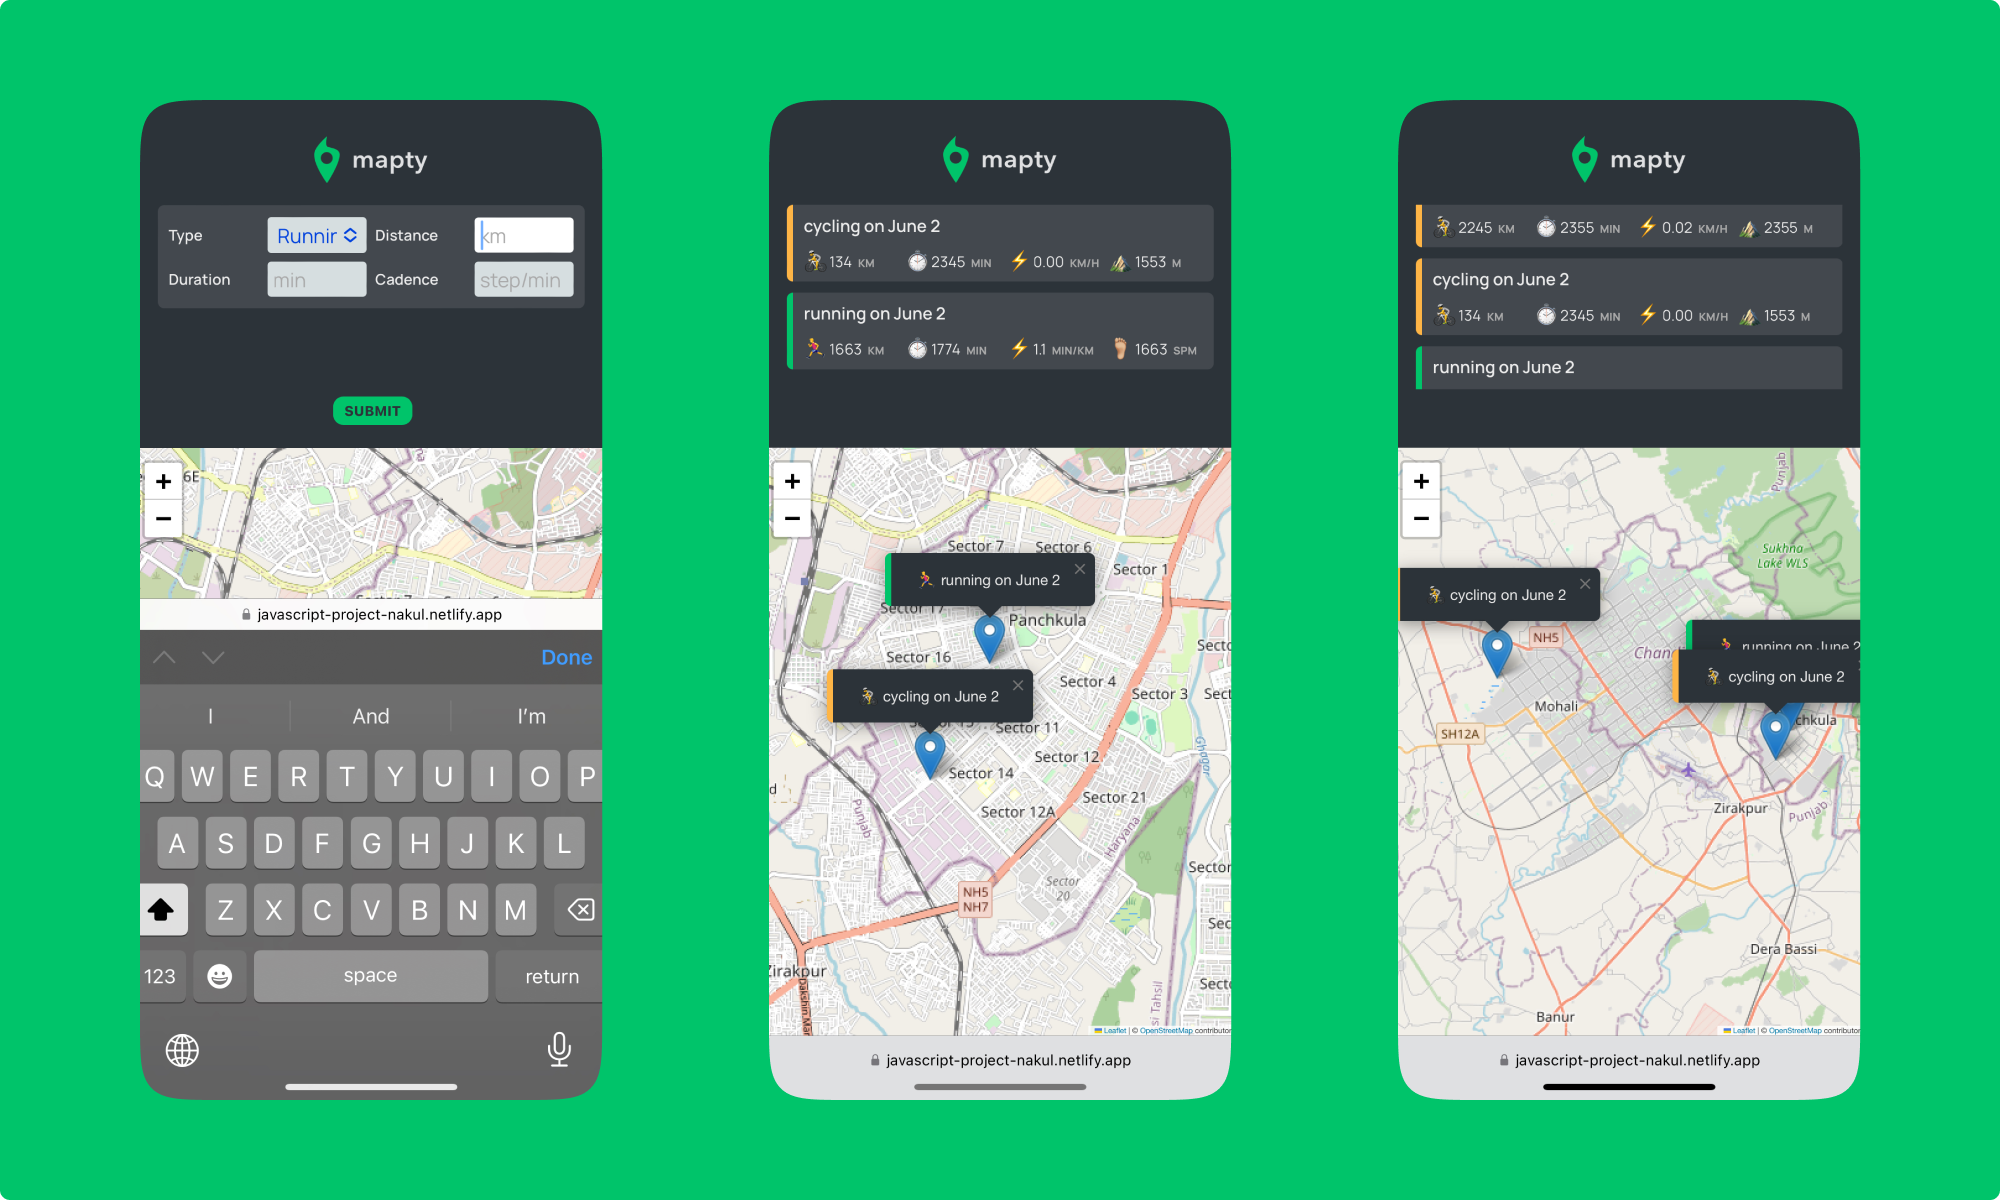 mapty
Type Runnir Distance km
Duration min Cadence step/min
SUBMIT
+
6E
−
javascript-project-nakul.netlify.app
Done
I And I'm
Q W E R T Y U I O P
A S D F G H J K L
Z X C V B N M
123 space return
mapty
cycling on June 2
134 KM 2345 MIN 0.00 KM/H 1553 M
running on June 2
1663 KM 1774 MIN 1.1 MIN/KM 1663 SPM
+
−
Sector 7
Sector 6
Sector 1
running on June 2 ×
Sector 17
Panchkula
Sector 16
Sector 4
Sector 3
cycling on June 2 ×
Sector 11
Sector 12
Sector 14
Sector 21
Sector 12A
Punjab
Haryana
Ghaggar
Sector
20
Sector
NH5
NH7
Zirakpur
Leaflet | © OpenStreetMap contributor
javascript-project-nakul.netlify.app
mapty
2245 KM 2355 MIN 0.02 KM/H 2355 M
cycling on June 2
134 KM 2345 MIN 0.00 KM/H 1553 M
running on June 2
+
−
Punjab
Sukhna
Lake WLS
cycling on June 2 ×
NH5
Chan
running on June 2
cycling on June 2
Mohali
chkula
SH12A
Zirakpur
Punjab
Dera Bassi
Banur
Leaflet | © OpenStreetMap contributor
javascript-project-nakul.netlify.app